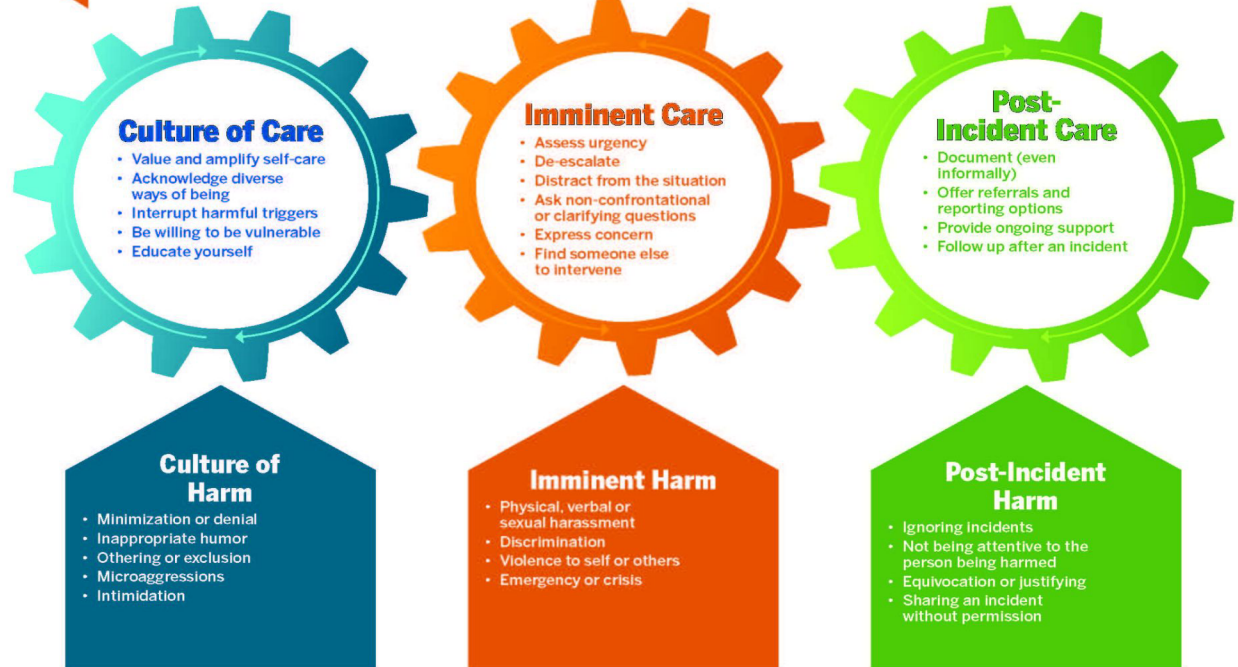 Culture of Care
• Value and amplify self-care
• Acknowledge diverse
ways of being
• Interrupt harmful triggers
• Be willing to be vulnerable
• Educate yourself
Imminent Care
• Assess urgency
• De-escalate
• Distract from the situation
• Ask non-confrontational
or clarifying questions
• Express concern
• Find someone else
to intervene
Post-
Incident Care
• Document (even
informally)
• Offer referrals and
reporting options
• Provide ongoing support
• Follow up after an incident
Culture of
Harm
• Minimization or denial
• Inappropriate humor
• Othering or exclusion
• Microaggressions
• Intimidation
Imminent Harm
• Physical, verbal or
sexual harassment
• Discrimination
• Violence to self or others
• Emergency or crisis
Post-Incident
Harm
• Ignoring incidents
• Not being attentive to the
person being harmed
• Equivocation or justifying
• Sharing an incident
without permission